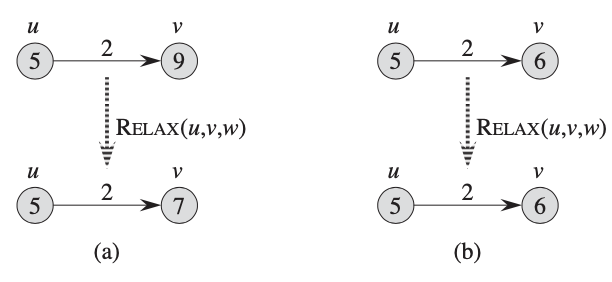 u v u v
5 2 9 5 2 6
RELAX(u,v,w) RELAX(u,v,w)
u v u v
5 2 7 5 2 6
(a) (b)